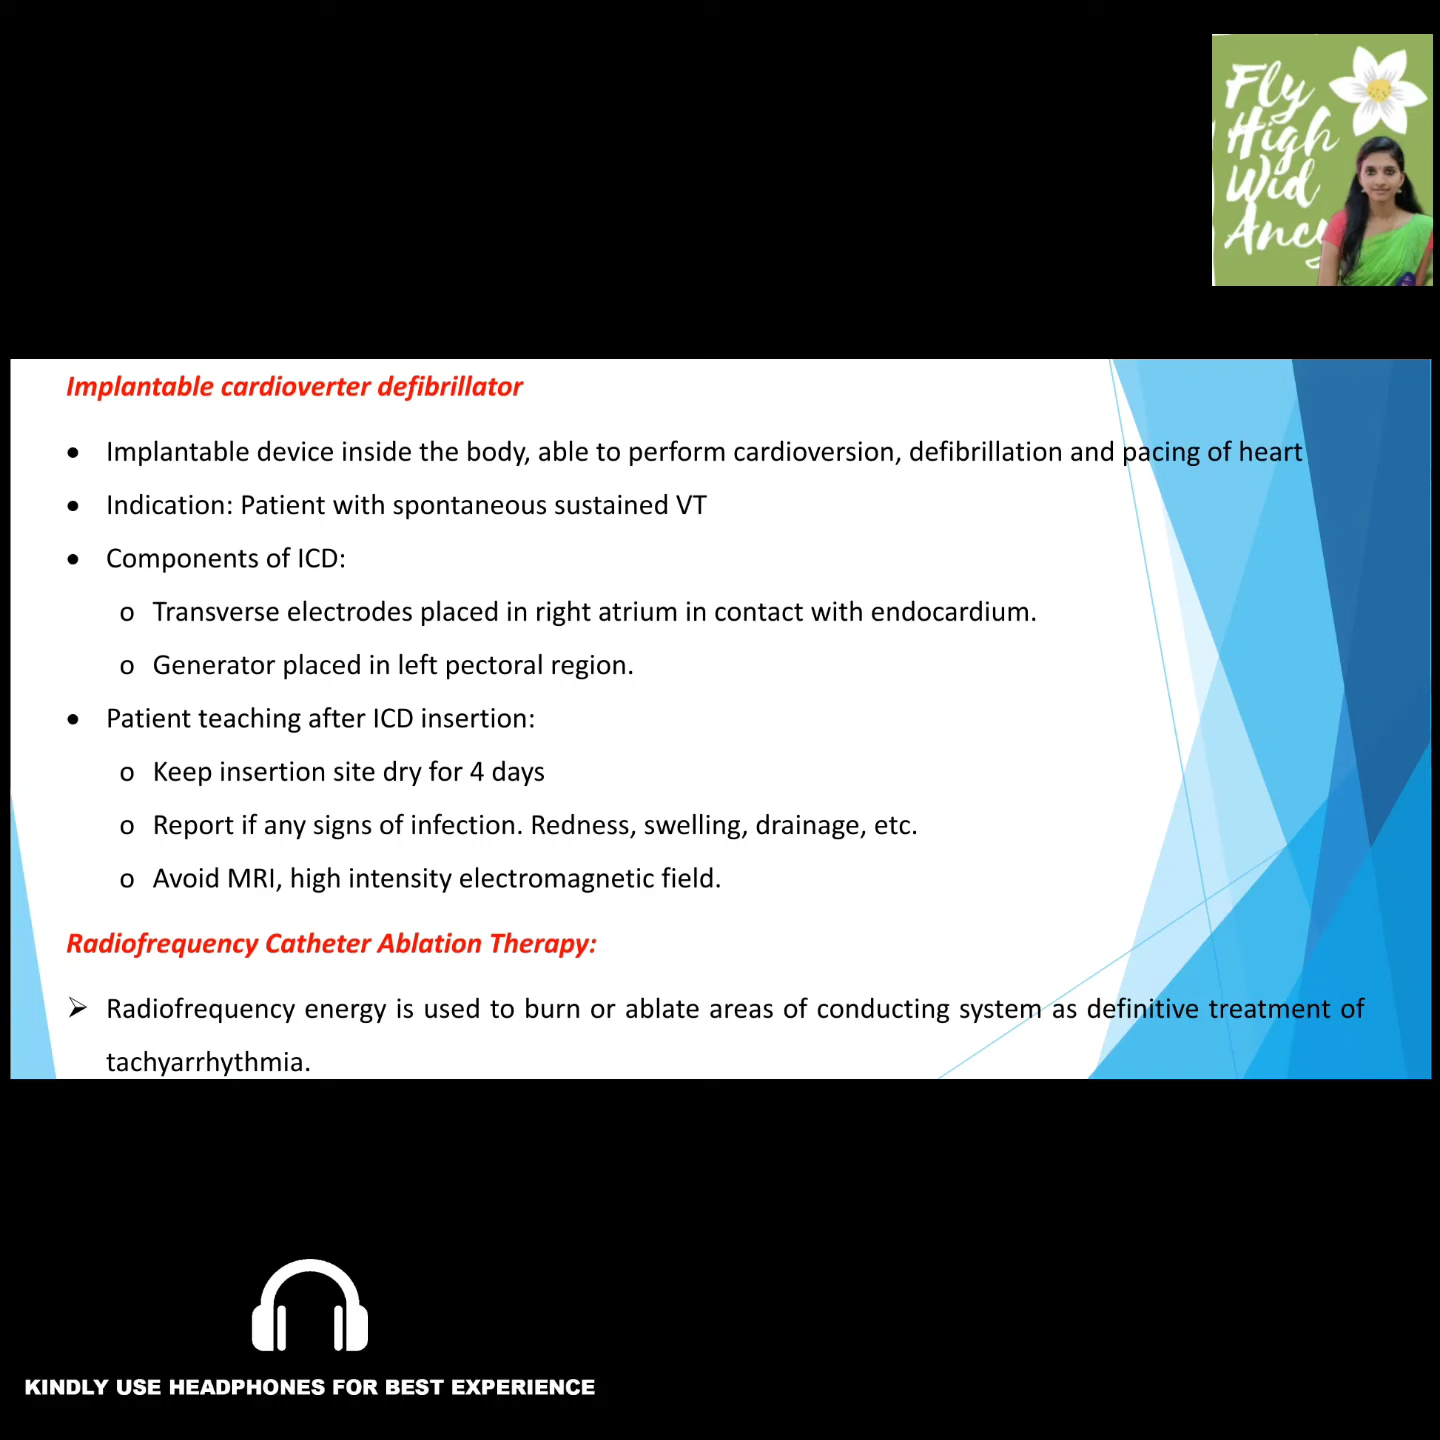 Fly
High
Wid
Ancy
Implantable cardioverter defibrillator
• Implantable device inside the body, able to perform cardioversion, defibrillation and pacing of heart
• Indication: Patient with spontaneous sustained VT
• Components of ICD:
o Transverse electrodes placed in right atrium in contact with endocardium.
o Generator placed in left pectoral region.
• Patient teaching after ICD insertion:
o Keep insertion site dry for 4 days
o Report if any signs of infection. Redness, swelling, drainage, etc.
o Avoid MRI, high intensity electromagnetic field.
Radiofrequency Catheter Ablation Therapy:
➢ Radiofrequency energy is used to burn or ablate areas of conducting system as definitive treatment of
tachyarrhythmia.
KINDLY USE HEADPHONES FOR BEST EXPERIENCE